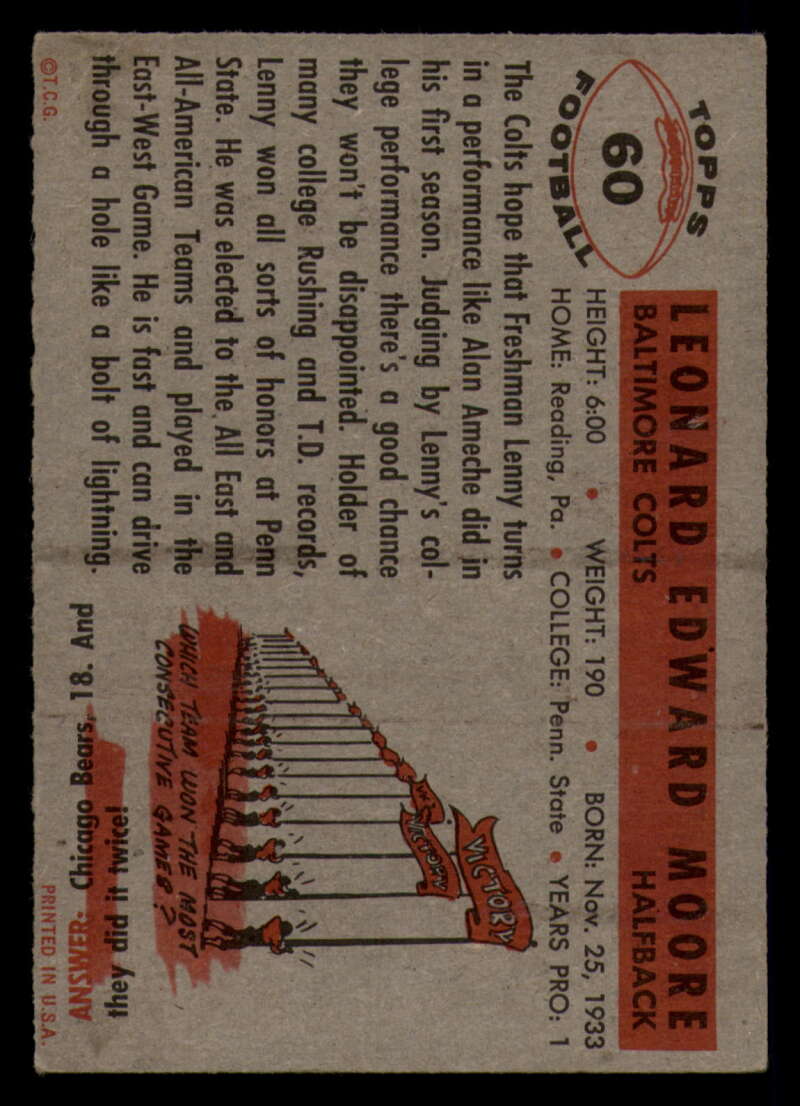 TOPPS
60
FOOTBALL
LEONARD EDWARD MOORE
BALTIMORE COLTS HALFBACK
HEIGHT: 6:00 • WEIGHT: 190 • BORN: Nov. 25, 1933
HOME: Reading, Pa. • COLLEGE: Penn. State • YEARS PRO: 1
The Colts hope that Freshman Lenny turns
in a performance like Alan Ameche did in
his first season. Judging by Lenny's col-
lege performance there's a good chance
they won't be disappointed. Holder of
many college Rushing and T.D. records,
Lenny won all sorts of honors at Penn
State. He was elected to the All East and
All-American Teams and played in the
East-West Game. He is fast and can drive
through a hole like a bolt of lightning.
VICTORY
VICTORY
WHICH TEAM WON THE MOST
CONSECUTIVE GAMES?
ANSWER: Chicago Bears, 18. And
they did it twice!
©T.C.G.
PRINTED IN U.S.A.